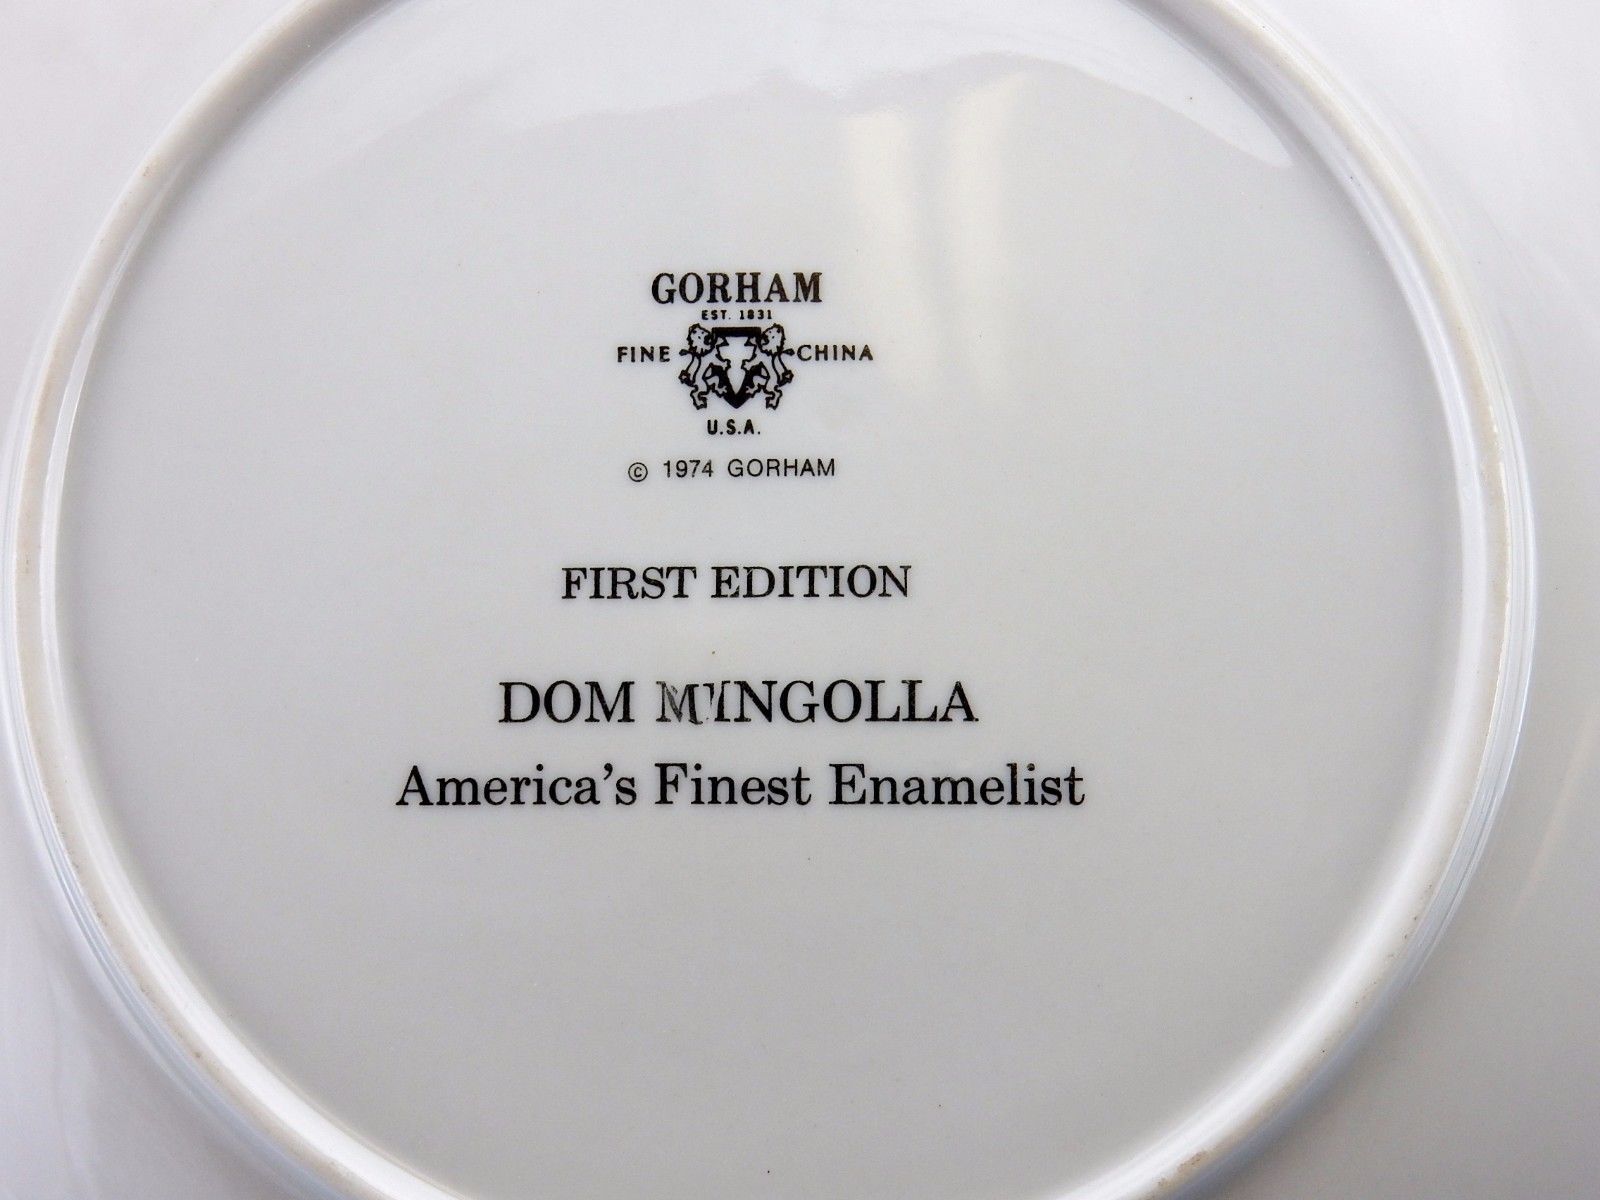 GORHAM
EST. 1831
FINE CHINA
U.S.A.
© 1974 GORHAM
FIRST EDITION
DOM MINGOLLA
America's Finest Enamelist